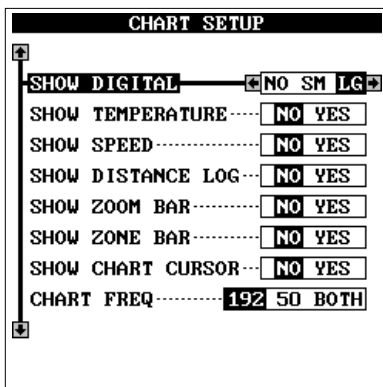 CHART SETUP
SHOW DIGITAL NO SM LG
SHOW TEMPERATURE NO YES
SHOW SPEED NO YES
SHOW DISTANCE LOG NO YES
SHOW ZOOM BAR NO YES
SHOW ZONE BAR NO YES
SHOW CHART CURSOR NO YES
CHART FREQ 192 50 BOTH